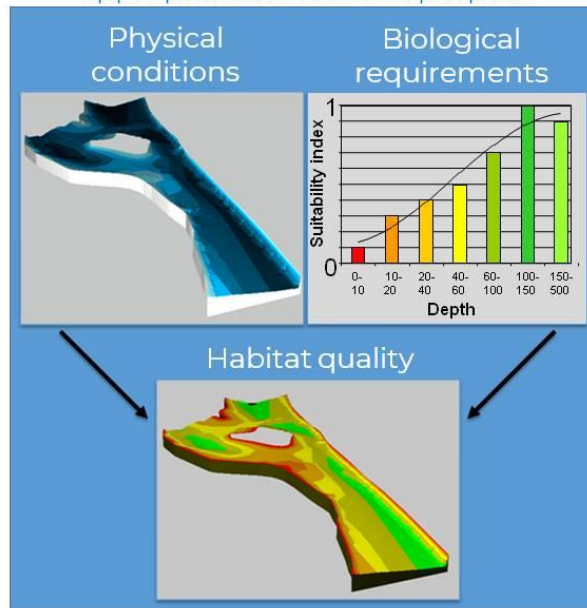 Physical
conditions
Biological
requirements
1
Suitability index
0
0-
10
10-
20
20-
40
40-
60
60-
100
100-
150
150-
500
Depth
Habitat quality